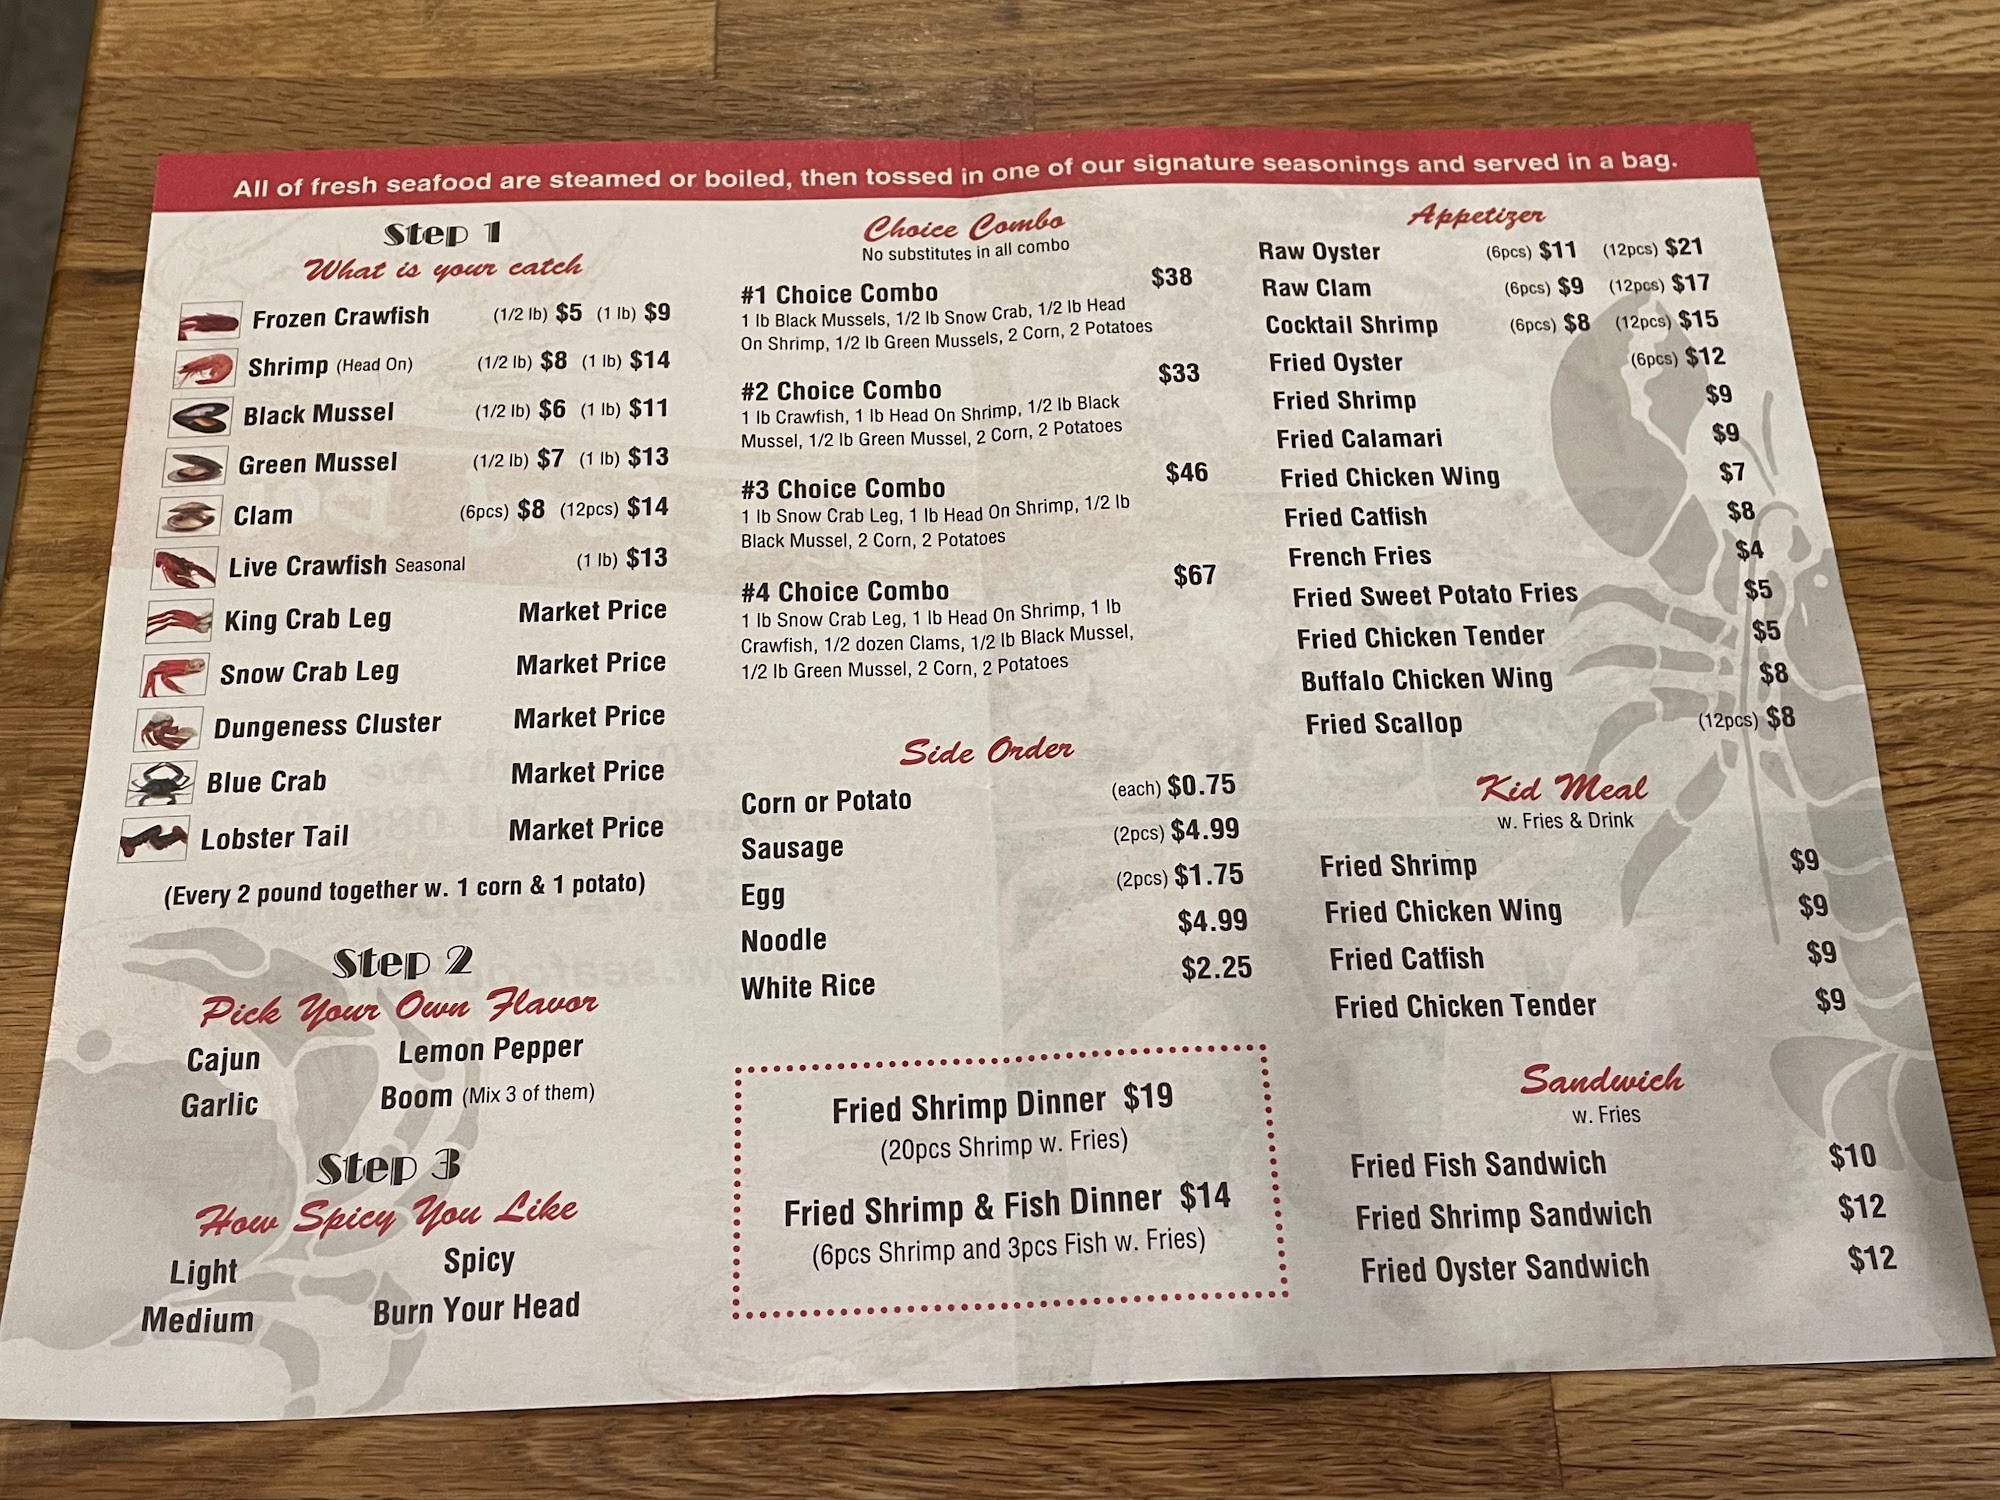 All of fresh seafood are steamed or boiled, then tossed in one of our signature seasonings and served in a bag.
Step 1
What is your catch
Frozen Crawfish (1/2 lb) $5 (1 lb) $9
Shrimp (Head On) (1/2 lb) $8 (1 lb) $14
Black Mussel (1/2 lb) $6 (1 lb) $11
Green Mussel (1/2 lb) $7 (1 lb) $13
Clam (6pcs) $8 (12pcs) $14
Live Crawfish Seasonal (1 lb) $13
King Crab Leg Market Price
Snow Crab Leg Market Price
Dungeness Cluster Market Price
Blue Crab Market Price
Lobster Tail Market Price
(Every 2 pound together w. 1 corn & 1 potato)
Step 2
Pick Your Own Flavor
Cajun Lemon Pepper
Garlic Boom (Mix 3 of them)
Step 3
How Spicy You Like
Light Spicy
Medium Burn Your Head
Choice Combo
No substitutes in all combo
#1 Choice Combo $38
1 lb Black Mussels, 1/2 lb Snow Crab, 1/2 lb Head
On Shrimp, 1/2 lb Green Mussels, 2 Corn, 2 Potatoes
#2 Choice Combo $33
1 lb Crawfish, 1 lb Head On Shrimp, 1/2 lb Black
Mussel, 1/2 lb Green Mussel, 2 Corn, 2 Potatoes
#3 Choice Combo $46
1 lb Snow Crab Leg, 1 lb Head On Shrimp, 1/2 lb
Black Mussel, 2 Corn, 2 Potatoes
#4 Choice Combo $67
1 lb Snow Crab Leg, 1 lb Head On Shrimp, 1 lb
Crawfish, 1/2 dozen Clams, 1/2 lb Black Mussel,
1/2 lb Green Mussel, 2 Corn, 2 Potatoes
Side Order
Corn or Potato (each) $0.75
Sausage (2pcs) $4.99
Egg (2pcs) $1.75
Noodle $4.99
White Rice $2.25
Fried Shrimp Dinner $19
(20pcs Shrimp w. Fries)
Fried Shrimp & Fish Dinner $14
(6pcs Shrimp and 3pcs Fish w. Fries)
Appetizer
Raw Oyster (6pcs) $11 (12pcs) $21
Raw Clam (6pcs) $9 (12pcs) $17
Cocktail Shrimp (6pcs) $8 (12pcs) $15
Fried Oyster (6pcs) $12
Fried Shrimp $9
Fried Calamari $9
Fried Chicken Wing $7
Fried Catfish $8
French Fries $4
Fried Sweet Potato Fries $5
Fried Chicken Tender $5
Buffalo Chicken Wing $8
Fried Scallop (12pcs) $8
Kid Meal
w. Fries & Drink
Fried Shrimp $9
Fried Chicken Wing $9
Fried Catfish $9
Fried Chicken Tender $9
Sandwich
w. Fries
Fried Fish Sandwich $10
Fried Shrimp Sandwich $12
Fried Oyster Sandwich $12